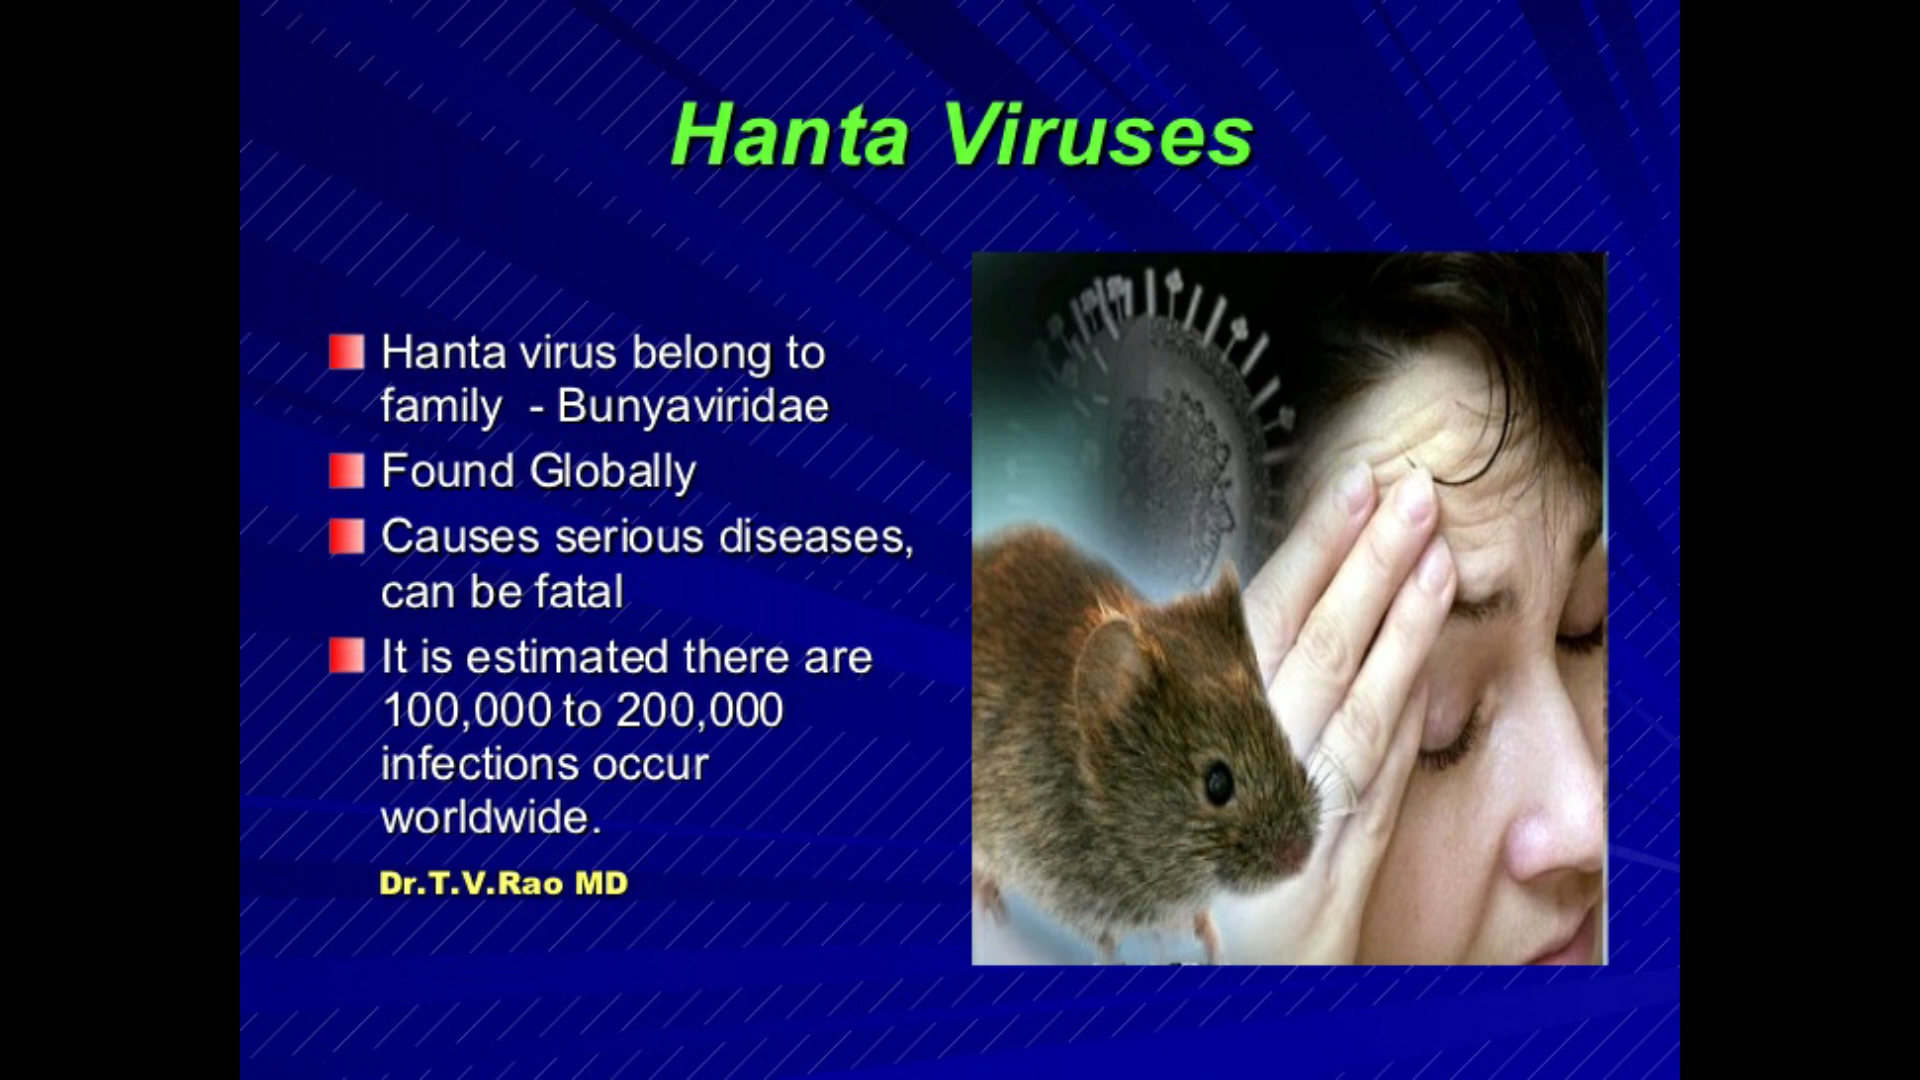 Hanta Viruses
Hanta virus belong to
family - Bunyaviridae
Found Globally
Causes serious diseases,
can be fatal
It is estimated there are
100,000 to 200,000
infections occur
worldwide.
Dr.T.V.Rao MD